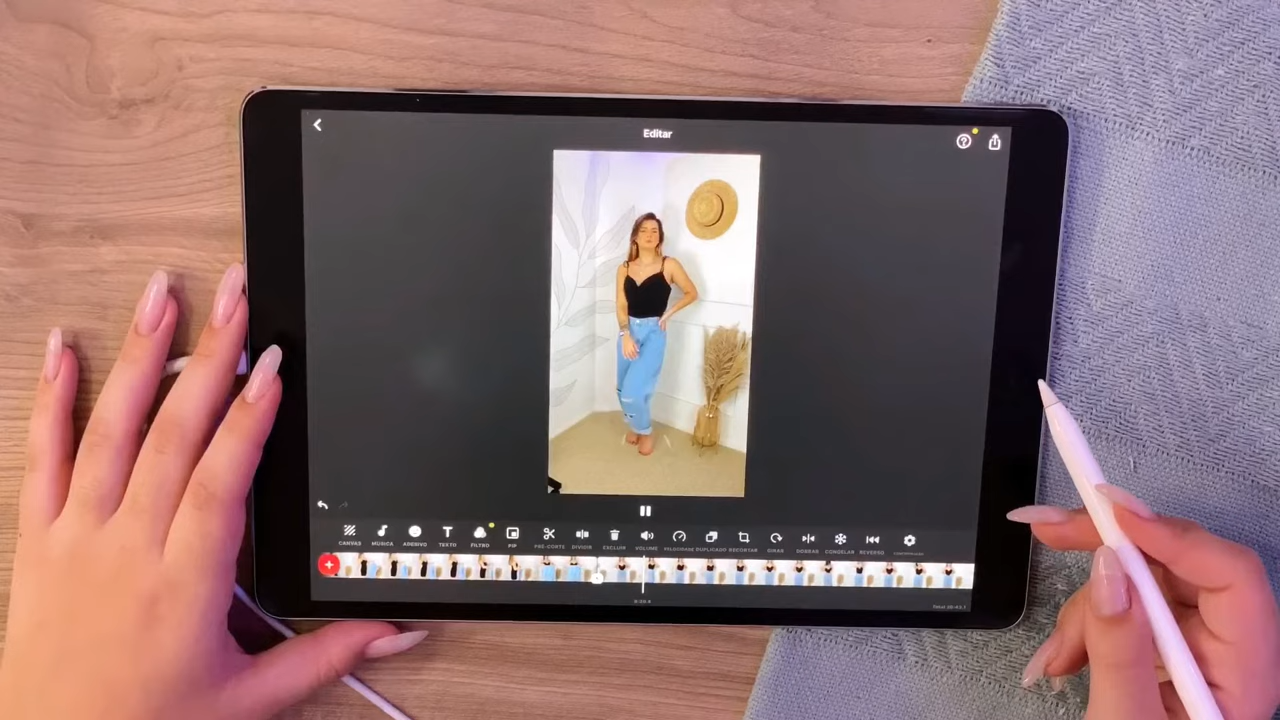 Editar
CANVAS MÚSICA ADESIVO TEXTO FILTRO PIP PRÉ-CORTE DIVIDIR EXCLUIR VOLUME VELOCIDADE DUPLICADO RECORTAR GIRAR DOBRAR CONGELAR REVERSO